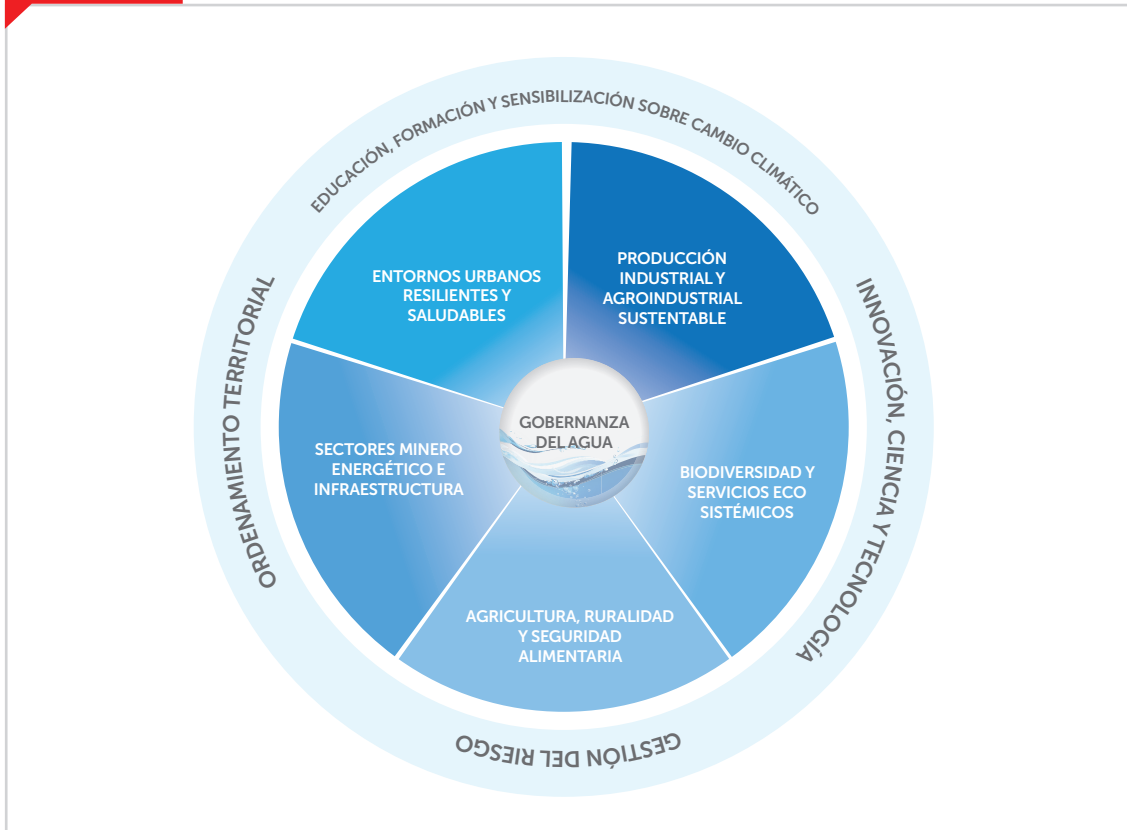 EDUCACIÓN, FORMACIÓN Y SENSIBILIZACIÓN SOBRE CAMBIO CLIMÁTICO
ENTORNOS URBANOS
RESILIENTES Y
SALUDABLES
PRODUCCIÓN
INDUSTRIAL Y
AGROINDUSTRIAL
SUSTENTABLE
ORDENAMIENTO TERRITORIAL
INNOVACIÓN, CIENCIA Y TECNOLOGÍA
GOBERNANZA
DEL AGUA
SECTORES MINERO
ENERGÉTICO E
INFRAESTRUCTURA
BIODIVERSIDAD Y
SERVICIOS ECO
SISTÉMICOS
AGRICULTURA, RURALIDAD
Y SEGURIDAD
ALIMENTARIA
GESTIÓN DEL RIESGO